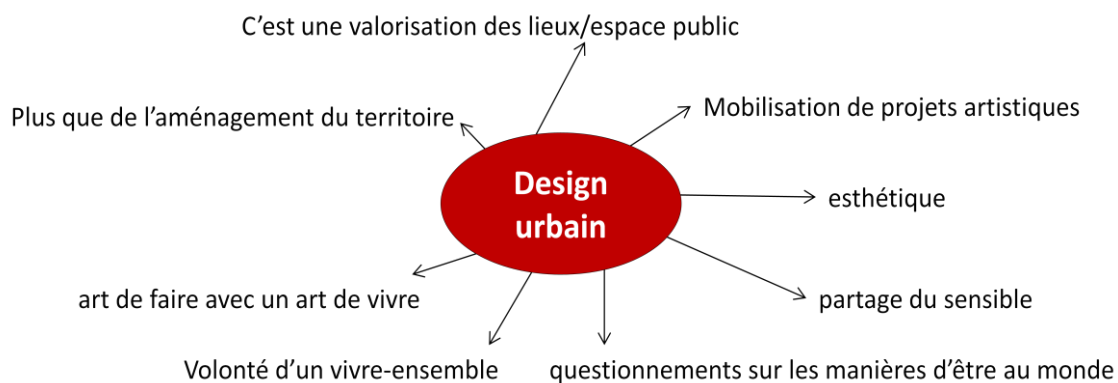 C'est une valorisation des lieux/espace public
Plus que de l'aménagement du territoire
Mobilisation de projets artistiques
Design
urbain
esthétique
art de faire avec un art de vivre
partage du sensible
Volonté d'un vivre-ensemble
questionnements sur les manières d'être au monde